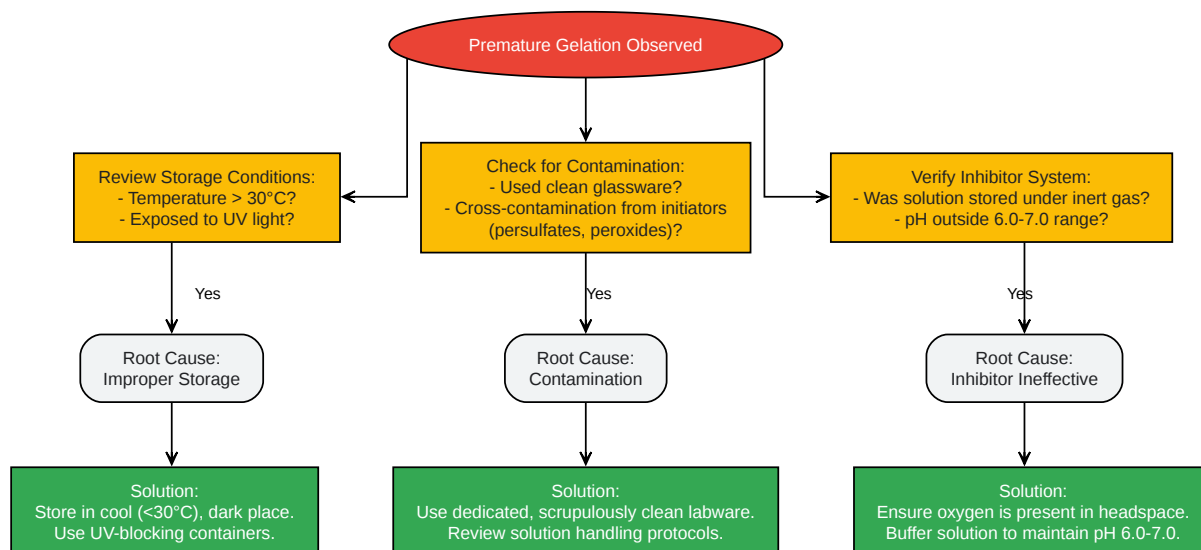 Premature Gelation Observed
Review Storage Conditions:
- Temperature > 30°C?
- Exposed to UV light?
Check for Contamination:
- Used clean glassware?
- Cross-contamination from initiators
(persulfates, peroxides)?
Verify Inhibitor System:
- Was solution stored under inert gas?
- pH outside 6.0-7.0 range?
Yes
Yes
Yes
Root Cause:
Improper Storage
Root Cause:
Contamination
Root Cause:
Inhibitor Ineffective
Solution:
Store in cool (<30°C), dark place.
Use UV-blocking containers.
Solution:
Use dedicated, scrupulously clean labware.
Review solution handling protocols.
Solution:
Ensure oxygen is present in headspace.
Buffer solution to maintain pH 6.0-7.0.